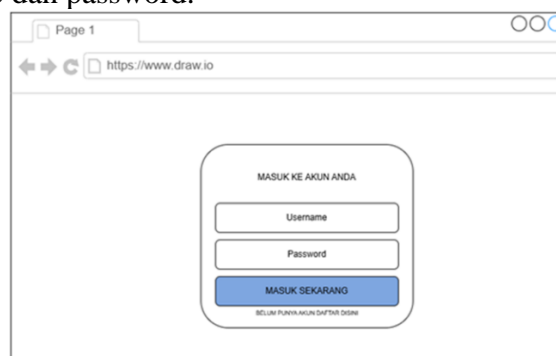 dan password.
Page 1
https://www.draw.io
MASUK KE AKUN ANDA
Username
Password
MASUK SEKARANG
BELUM PUNYA AKUN DAFTAR DISINI